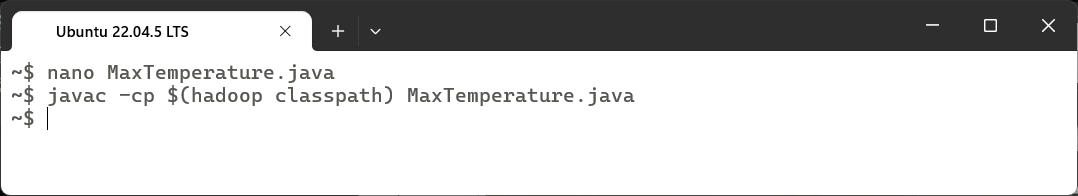 Ubuntu 22.04.5 LTS
~$ nano MaxTemperature.java
~$ javac -cp $(hadoop classpath) MaxTemperature.java
~$